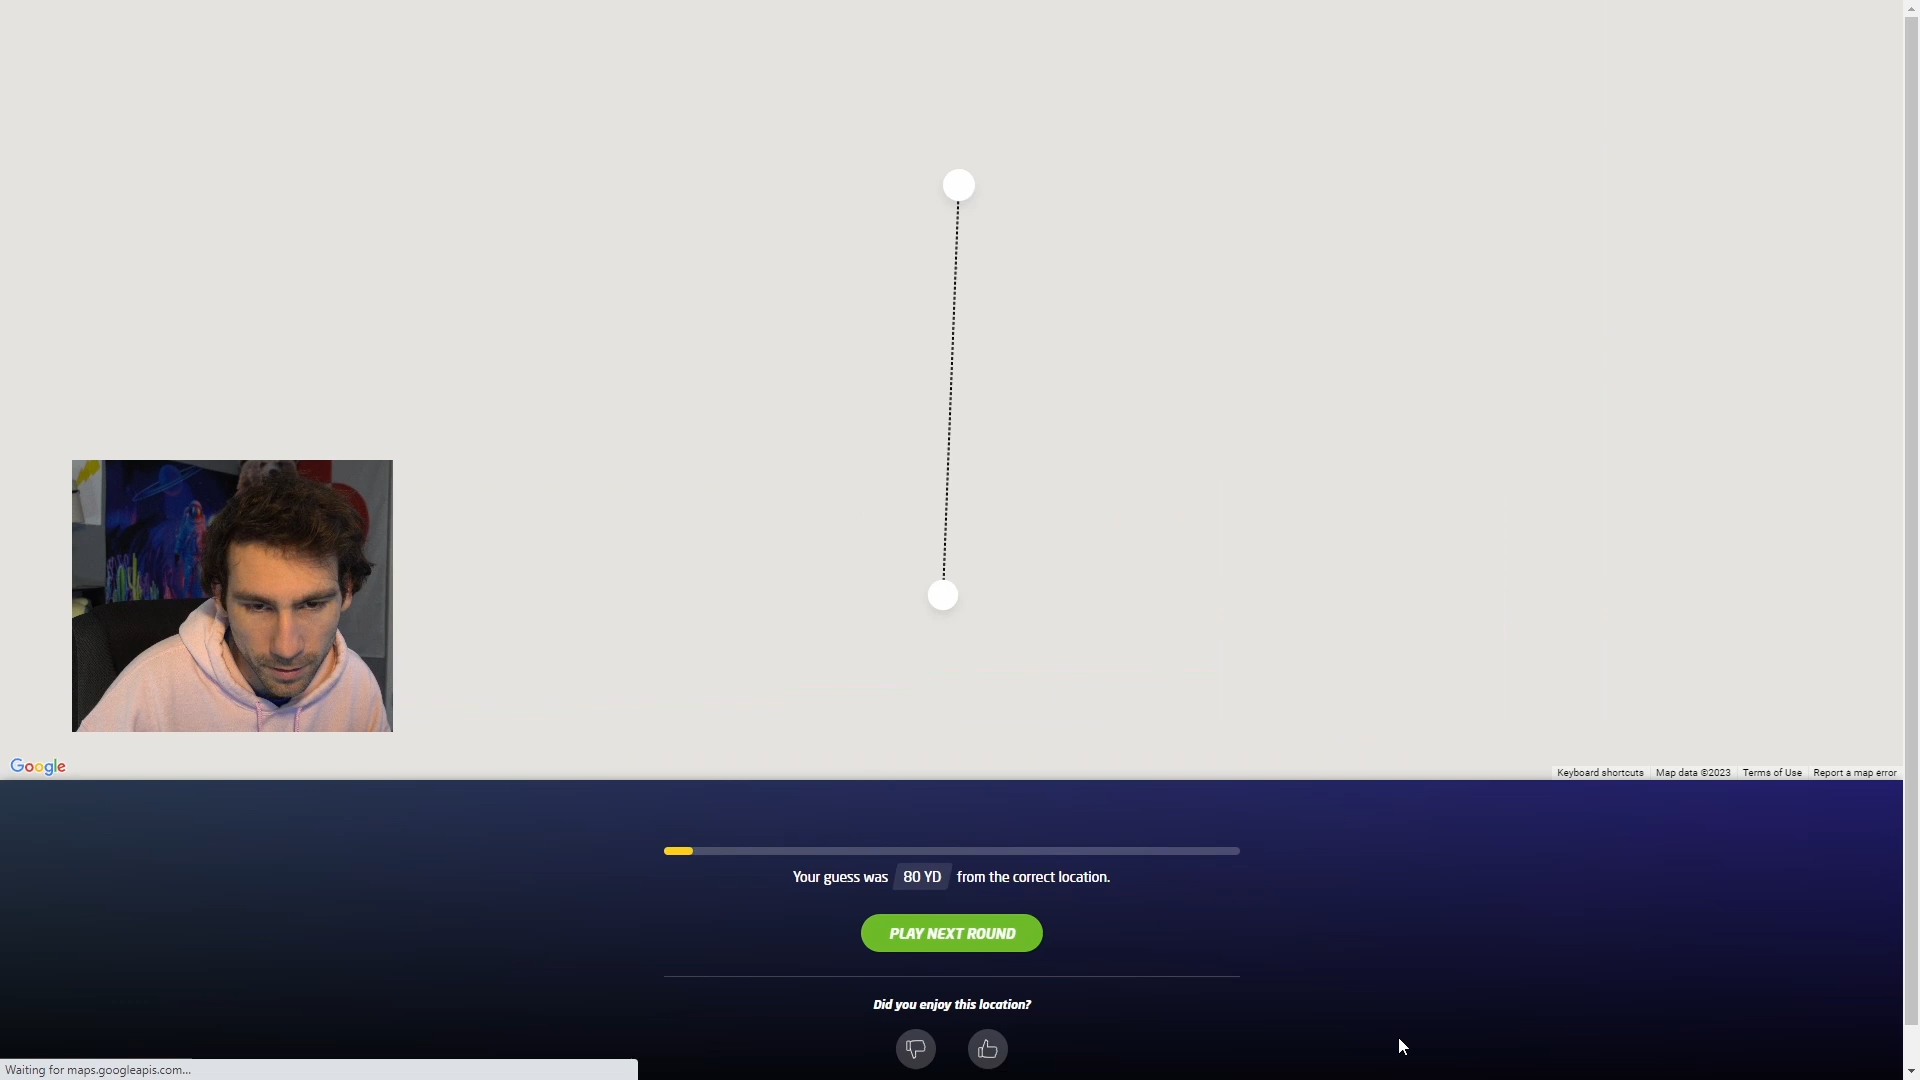 Google
Keyboard shortcuts Map data ©2023 Terms of Use Report a map error
Your guess was 80 YD from the correct location.
PLAY NEXT ROUND
Did you enjoy this location?
Waiting for maps.googleapis.com...